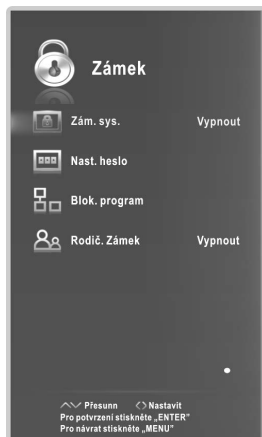 Zámek
Zám. sys. Vypnout
Nast. heslo
Blok. program
Rodič. Zámek Vypnout
Přesunn Nastavit
Pro potvrzení stiskněte „ENTER"
Pro návrat stiskněte „MENU"